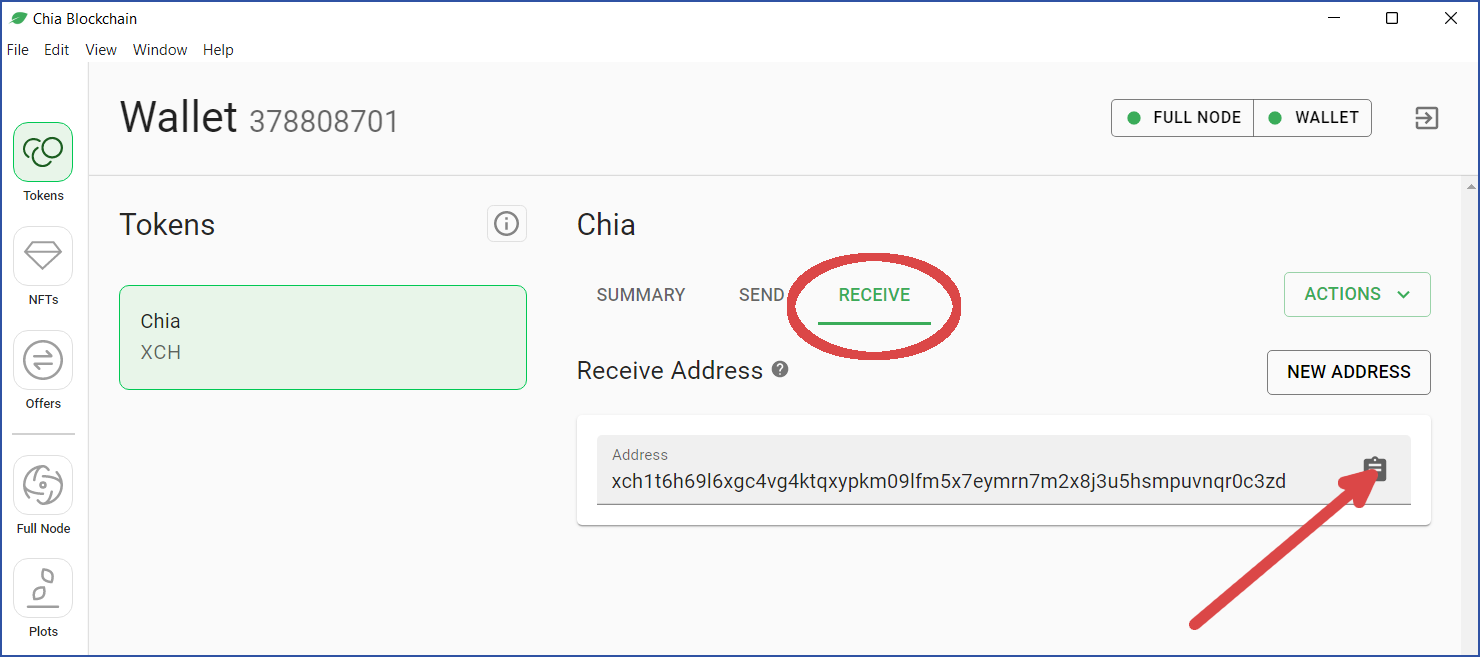 Chia Blockchain
File Edit View Window Help
Wallet 378808701
FULL NODE WALLET
Tokens
NFTs
Offers
Full Node
Plots
Tokens
Chia
XCH
Chia
SUMMARY SEND RECEIVE
ACTIONS
Receive Address
NEW ADDRESS
Address
xch1t6h69l6xgc4vg4ktqxypkm09lfm5x7eymrn7m2x8j3u5hsmpuvnqr0c3zd